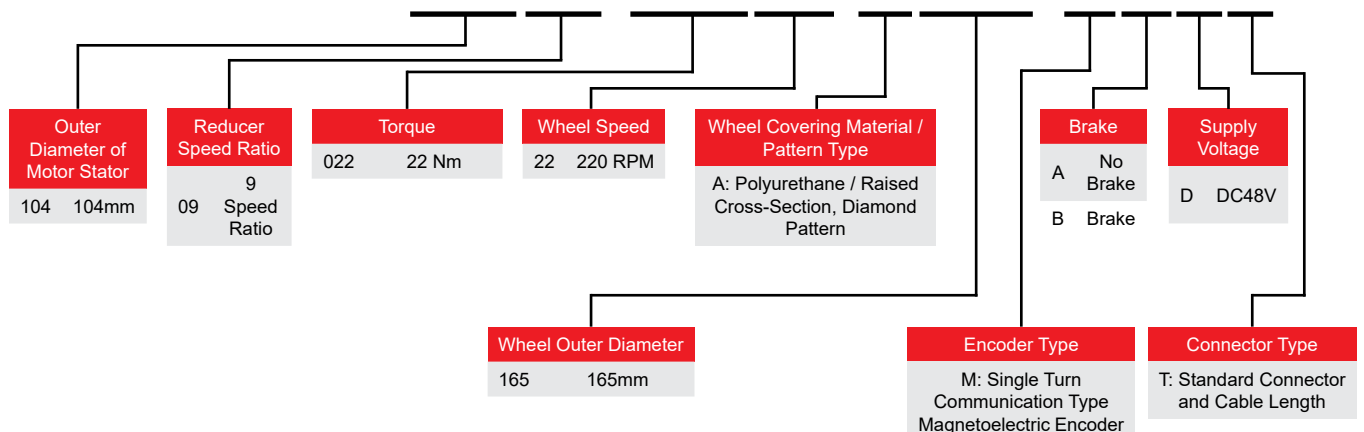 Outer
Diameter of
Motor Stator
104 104mm
Reducer
Speed Ratio
09 9
Speed
Ratio
Torque
022 22 Nm
Wheel Speed
22 220 RPM
Wheel Covering Material /
Pattern Type
A: Polyurethane / Raised
Cross-Section, Diamond
Pattern
Brake
A No
Brake
B Brake
Supply
Voltage
D DC48V
Wheel Outer Diameter
165 165mm
Encoder Type
M: Single Turn
Communication Type
Magnetoelectric Encoder
Connector Type
T: Standard Connector
and Cable Length